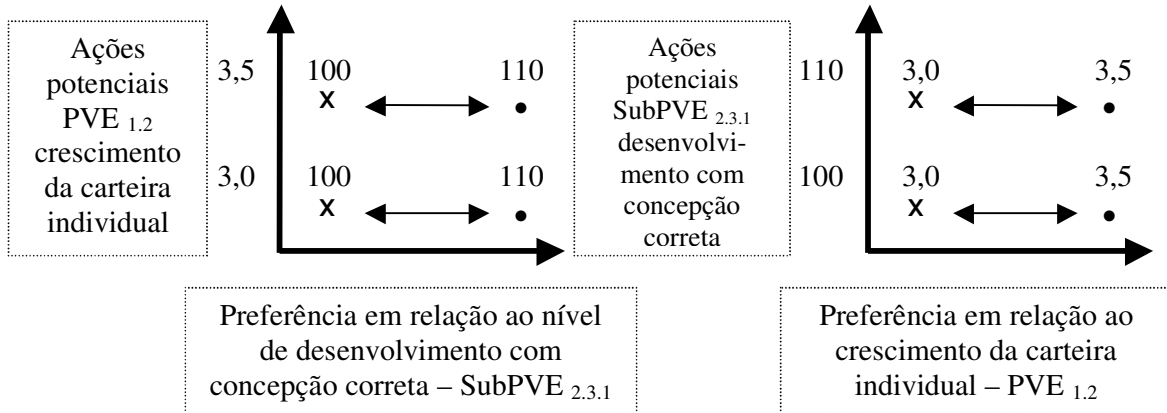 Ações
potenciais
PVE 1.2
crescimento
da carteira
individual
3,5
100
110
X
3,0
100
110
X
Preferência em relação ao nível
de desenvolvimento com
concepção correta – SubPVE 2.3.1
Ações
potenciais
SubPVE 2.3.1
desenvolvi-
mento com
concepção
correta
110
3,0
3,5
X
100
3,0
3,5
X
Preferência em relação ao
crescimento da carteira
individual – PVE 1.2